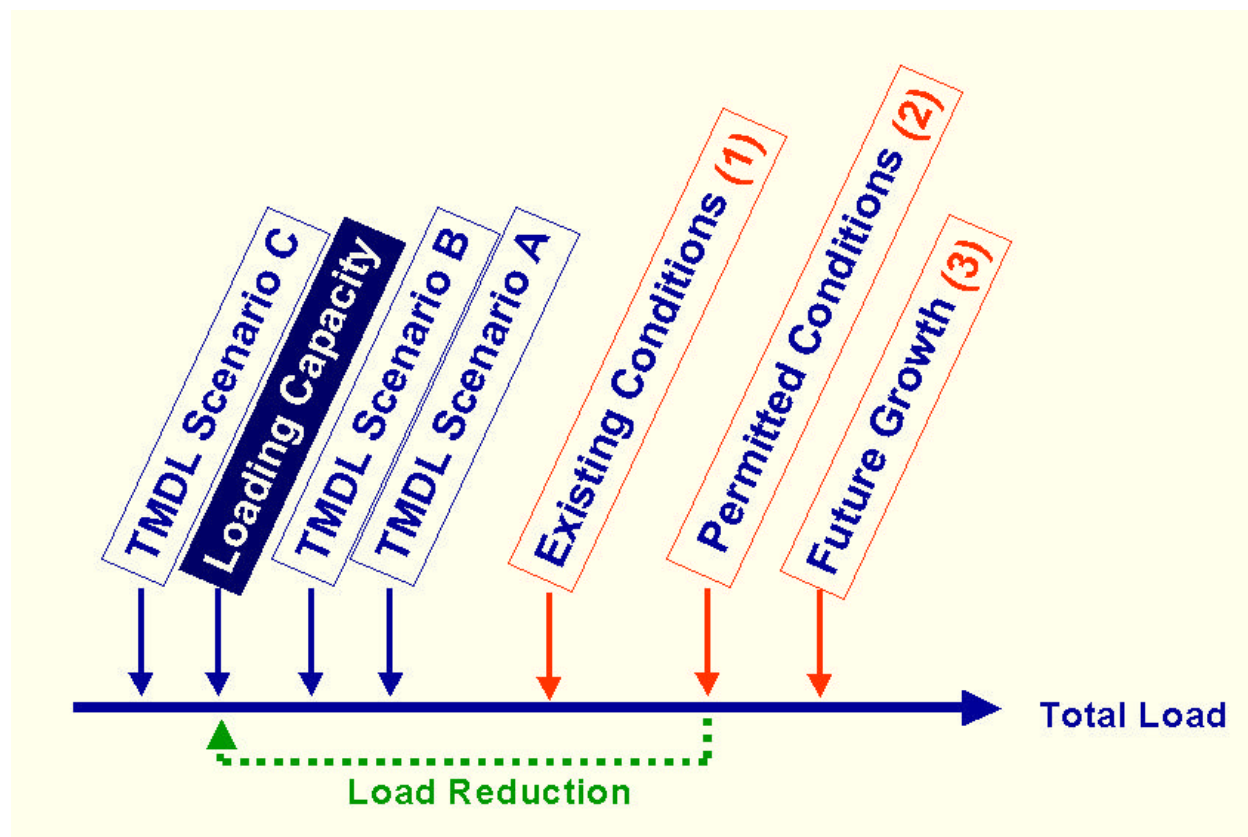 TMDL Scenario C
Loading Capacity
TMDL Scenario B
TMDL Scenario A
Existing Conditions (1)
Permitted Conditions (2)
Future Growth (3)
Total Load
Load Reduction